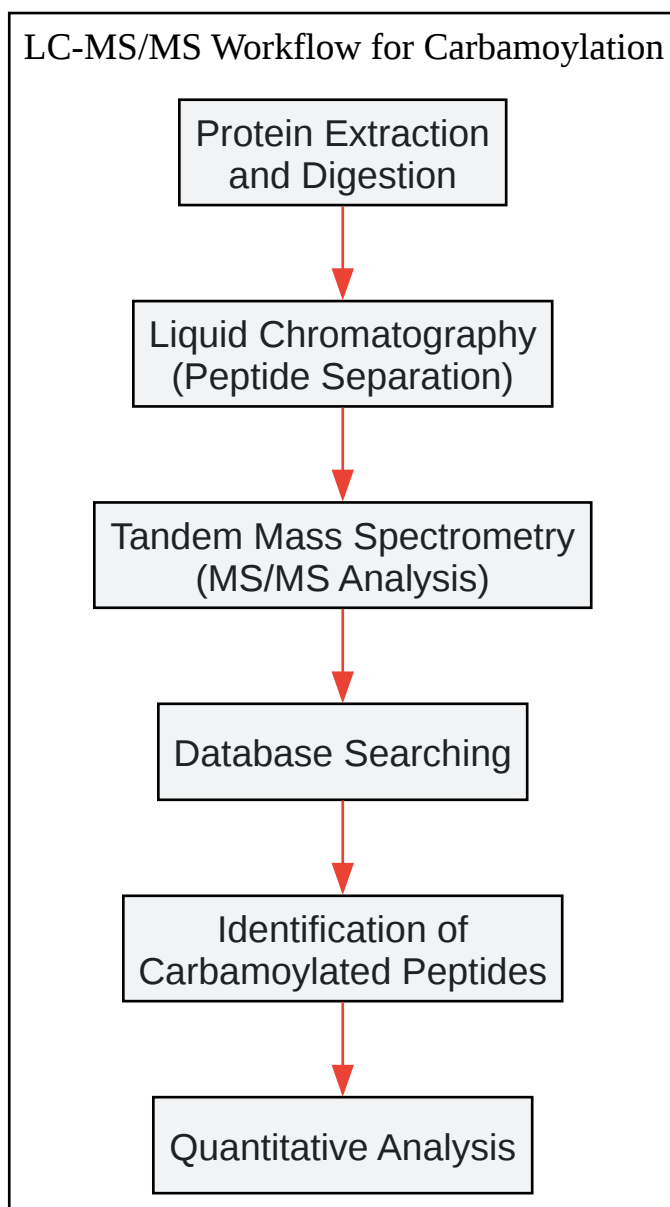 LC-MS/MS Workflow for Carbamoylation
Protein Extraction
and Digestion
Liquid Chromatography
(Peptide Separation)
Tandem Mass Spectrometry
(MS/MS Analysis)
Database Searching
Identification of
Carbamoylated Peptides
Quantitative Analysis